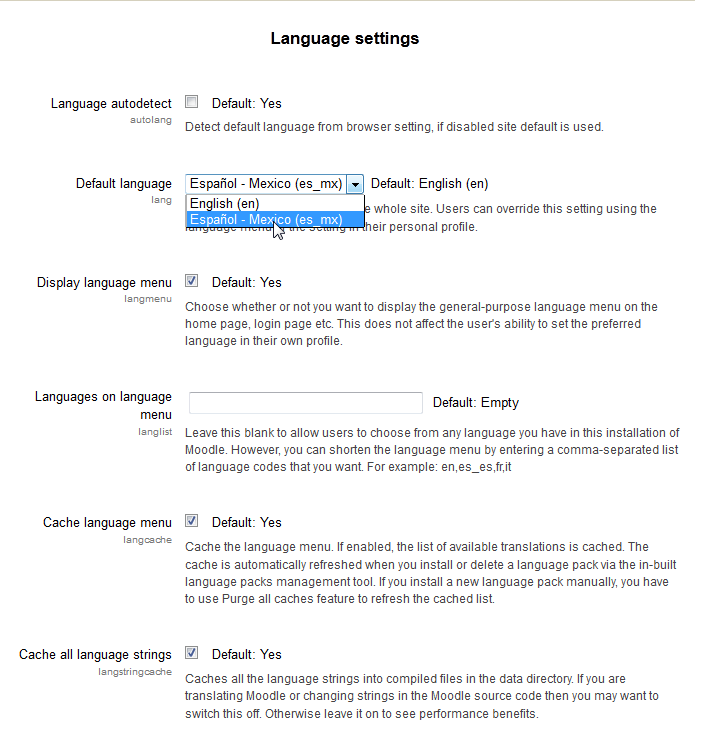 Language settings
Language autodetect
autolang
Default: Yes
Detect default language from browser setting, if disabled site default is used.
Default language
lang
Español - Mexico (es_mx)
Default: English (en)
English (en)
Español - Mexico (es_mx)
e whole site. Users can override this setting using the
language menu the setting in their personal profile.
Display language menu
langmenu
Default: Yes
Choose whether or not you want to display the general-purpose language menu on the
home page, login page etc. This does not affect the user's ability to set the preferred
language in their own profile.
Languages on language
menu
langlist
Default: Empty
Leave this blank to allow users to choose from any language you have in this installation of
Moodle. However, you can shorten the language menu by entering a comma-separated list
of language codes that you want. For example: en,es_es,fr,it
Cache language menu
langcache
Default: Yes
Cache the language menu. If enabled, the list of available translations is cached. The
cache is automatically refreshed when you install or delete a language pack via the in-built
language packs management tool. If you install a new language pack manually, you have
to use Purge all caches feature to refresh the cached list.
Cache all language strings
langstringcache
Default: Yes
Caches all the language strings into compiled files in the data directory. If you are
translating Moodle or changing strings in the Moodle source code then you may want to
switch this off. Otherwise leave it on to see performance benefits.